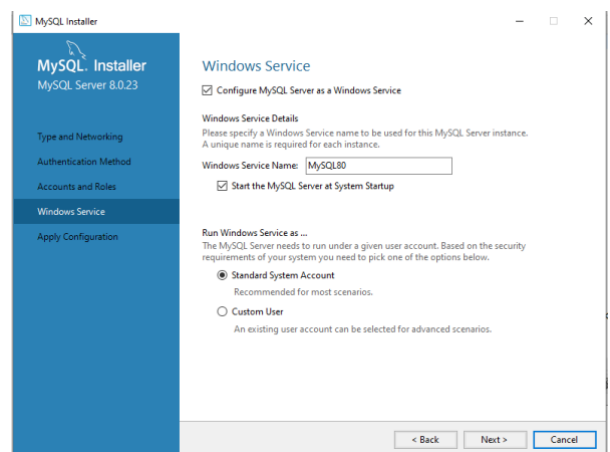 MySQL Installer
MySQL. Installer
MySQL Server 8.0.23
Type and Networking
Authentication Method
Accounts and Roles
Windows Service
Apply Configuration
Windows Service
Configure MySQL Server as a Windows Service
Windows Service Details
Please specify a Windows Service name to be used for this MySQL Server instance.
A unique name is required for each instance.
Windows Service Name: MySQL80
Start the MySQL Server at System Startup
Run Windows Service as ...
The MySQL Server needs to run under a given user account. Based on the security
requirements of your system you need to pick one of the options below.
Standard System Account
Recommended for most scenarios.
Custom User
An existing user account can be selected for advanced scenarios.
< Back Next > Cancel